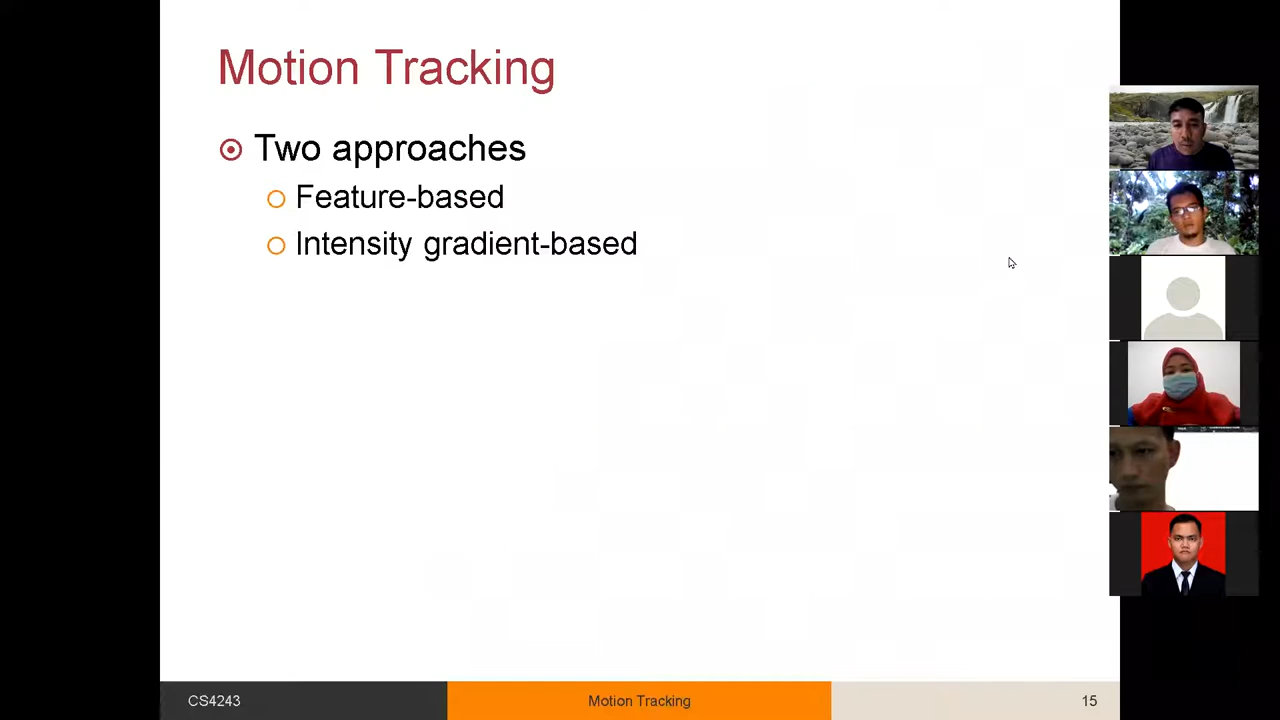 Motion Tracking
Two approaches
Feature-based
Intensity gradient-based
CS4243
Motion Tracking
15